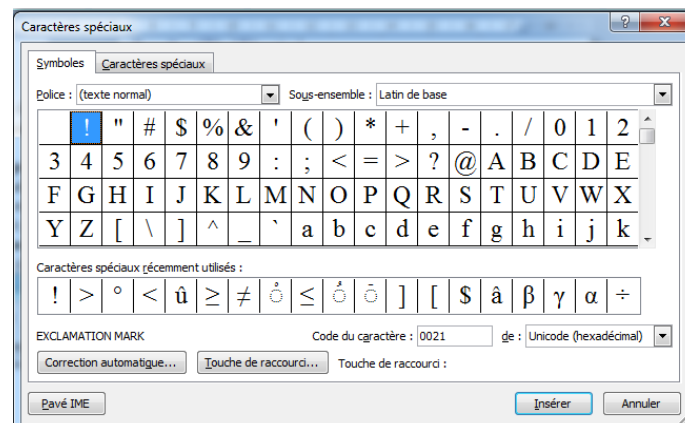 Caractères spéciaux
Symboles Caractères spéciaux
Police : (texte normal) Sous-ensemble : Latin de base
! " # $ % & ' ( ) * + , - . / 0 1 2
3 4 5 6 7 8 9 : ; < = > ? @ A B C D E
F G H I J K L M N O P Q R S T U V W X
Y Z [ \ ] ^ _ ` a b c d e f g h i j k
Caractères spéciaux récemment utilisés :
! > ° < û ≥ ≠ ≤ ] [ $ â β γ α ÷
EXCLAMATION MARK Code du caractère : 0021 de : Unicode (hexadécimal)
Correction automatique... Touche de raccourci... Touche de raccourci :
Pavé IME Insérer Annuler